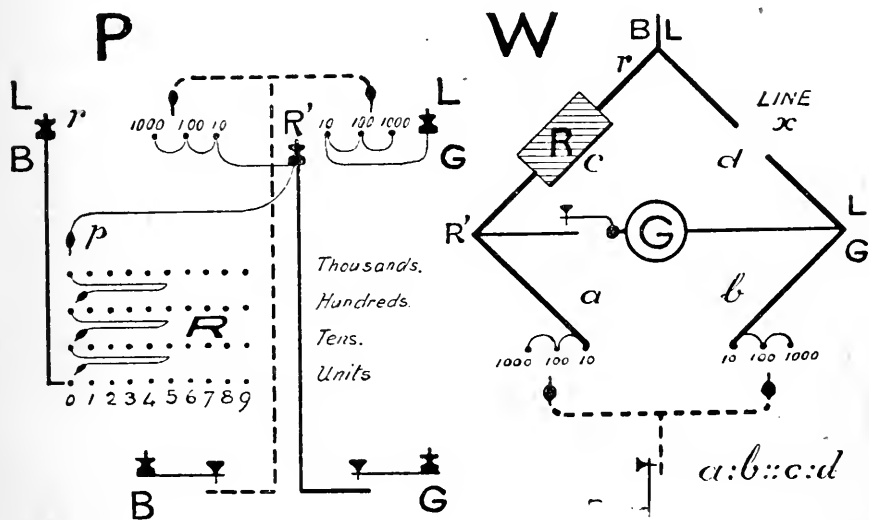 P
L
r
B
1000 100 10
R'
10 100 1000
L
G
p
R
Thousands.
Hundreds.
Tens.
Units
0 1 2 3 4 5 6 7 8 9
B
G
W
B L
r
R
c
LINE
x
d
R'
G
L
G
a
b
1000 100 10
10 100 1000
a:b::c:d